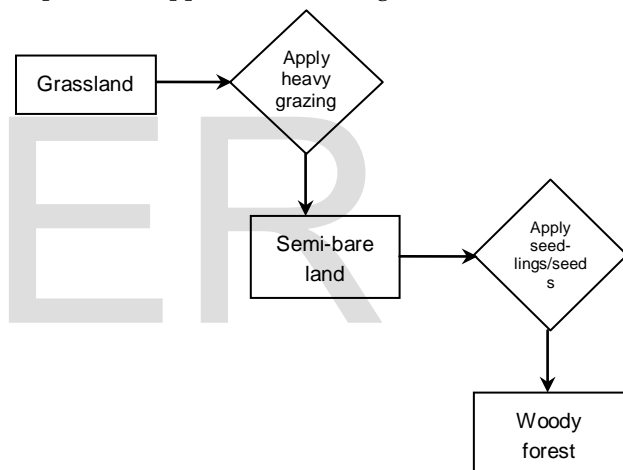 Grassland
Apply
heavy
grazing
Semi-bare
land
Apply
seed-
lings/seed
s
Woody
forest
ER